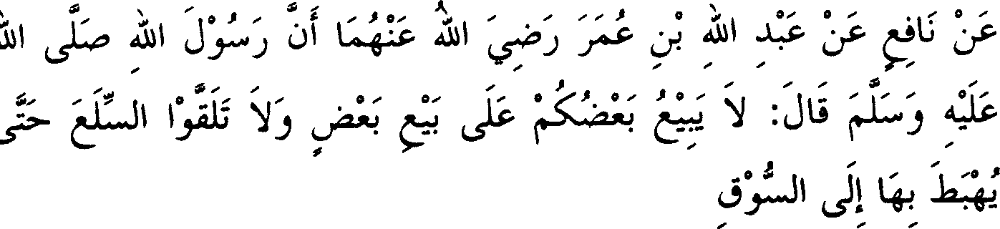 عَنْ نَافِعٍ عَنْ عَبْدِ اللهِ بْنِ عُمَرَ رَضِيَ اللهُ عَنْهُمَا أَنَّ رَسُوْلَ اللهِ صَلَّى الله
عَلَيْهِ وَسَلَّمَ قَالَ: لاَ يَبِيْعُ بَعْضُكُمْ عَلَى بَيْعِ بَعْضٍ وَلاَ تَلَقَّوْا السِّلَعَ حَتَّى
يُهْبَطَ بِهَا إِلَى السُّوْقِ